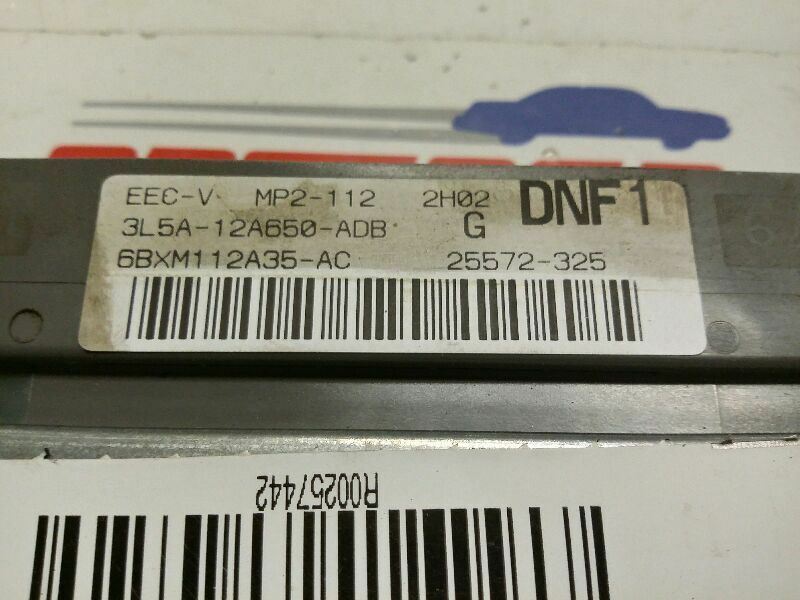 EEC-V MP2-112 2H02 DNF1
3L5A-12A650-ADB G
6BXM112A35-AC 25572-325
R00257442